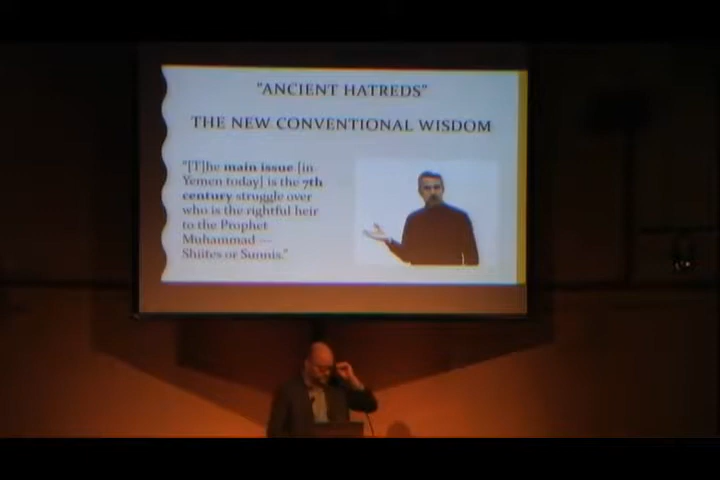 "ANCIENT HATREDS"
THE NEW CONVENTIONAL WISDOM
"[T]he main issue [in
Yemen today] is the 7th
century struggle over
who is the rightful heir
to the Prophet
Muhammad —
Shiites or Sunnis."